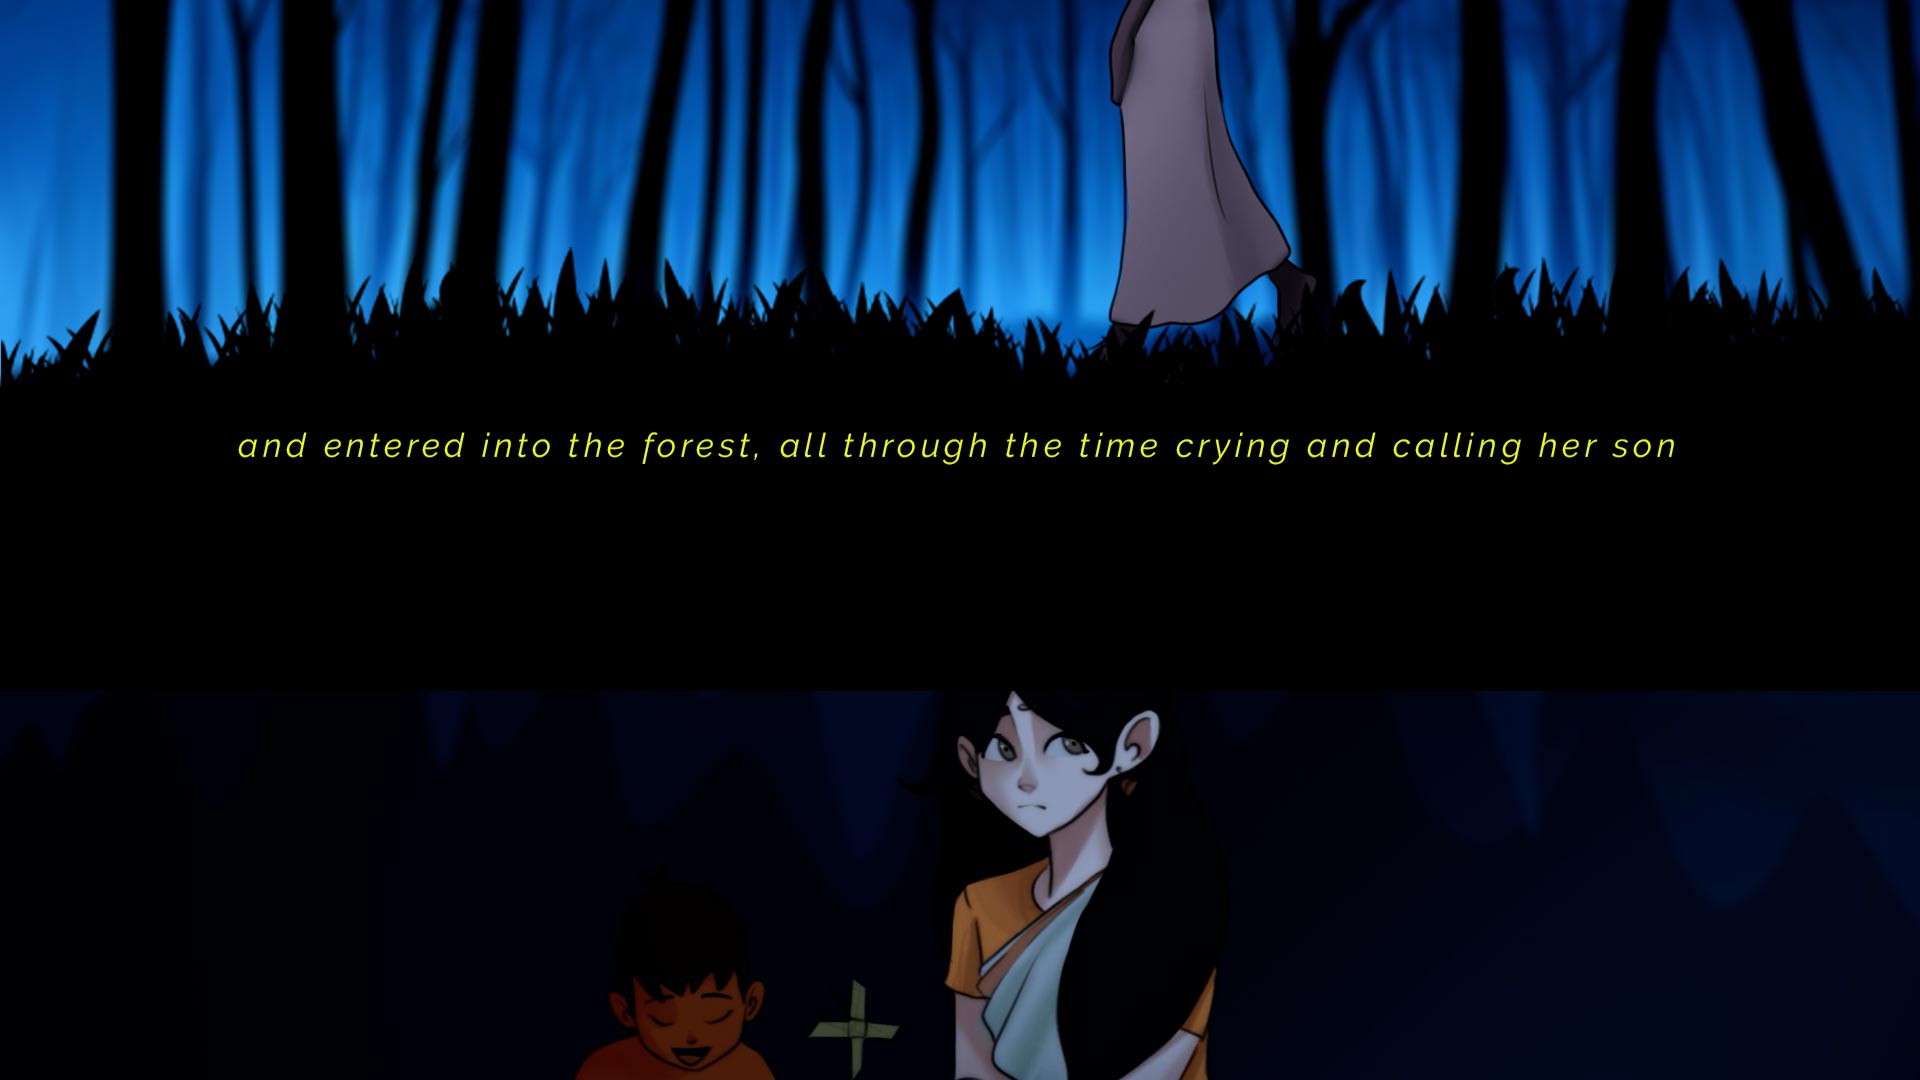 and entered into the forest, all through the time crying and calling her son